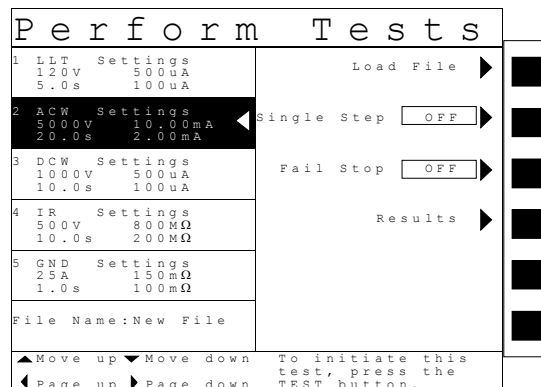 Perform Tests
1 LLT Settings
120V 500uA
5.0s 100uA
2 ACW Settings
5000V 10.00mA
20.0s 2.00mA
3 DCW Settings
1000V 500uA
10.0s 100uA
4 IR Settings
500V 800MΩ
10.0s 200MΩ
5 GND Settings
25A 150mΩ
1.0s 100mΩ
File Name:New File
Load File
Single Step OFF
Fail Stop OFF
Results
Move up Move down
Page up Page down
To initiate this
test, press the
TEST button.